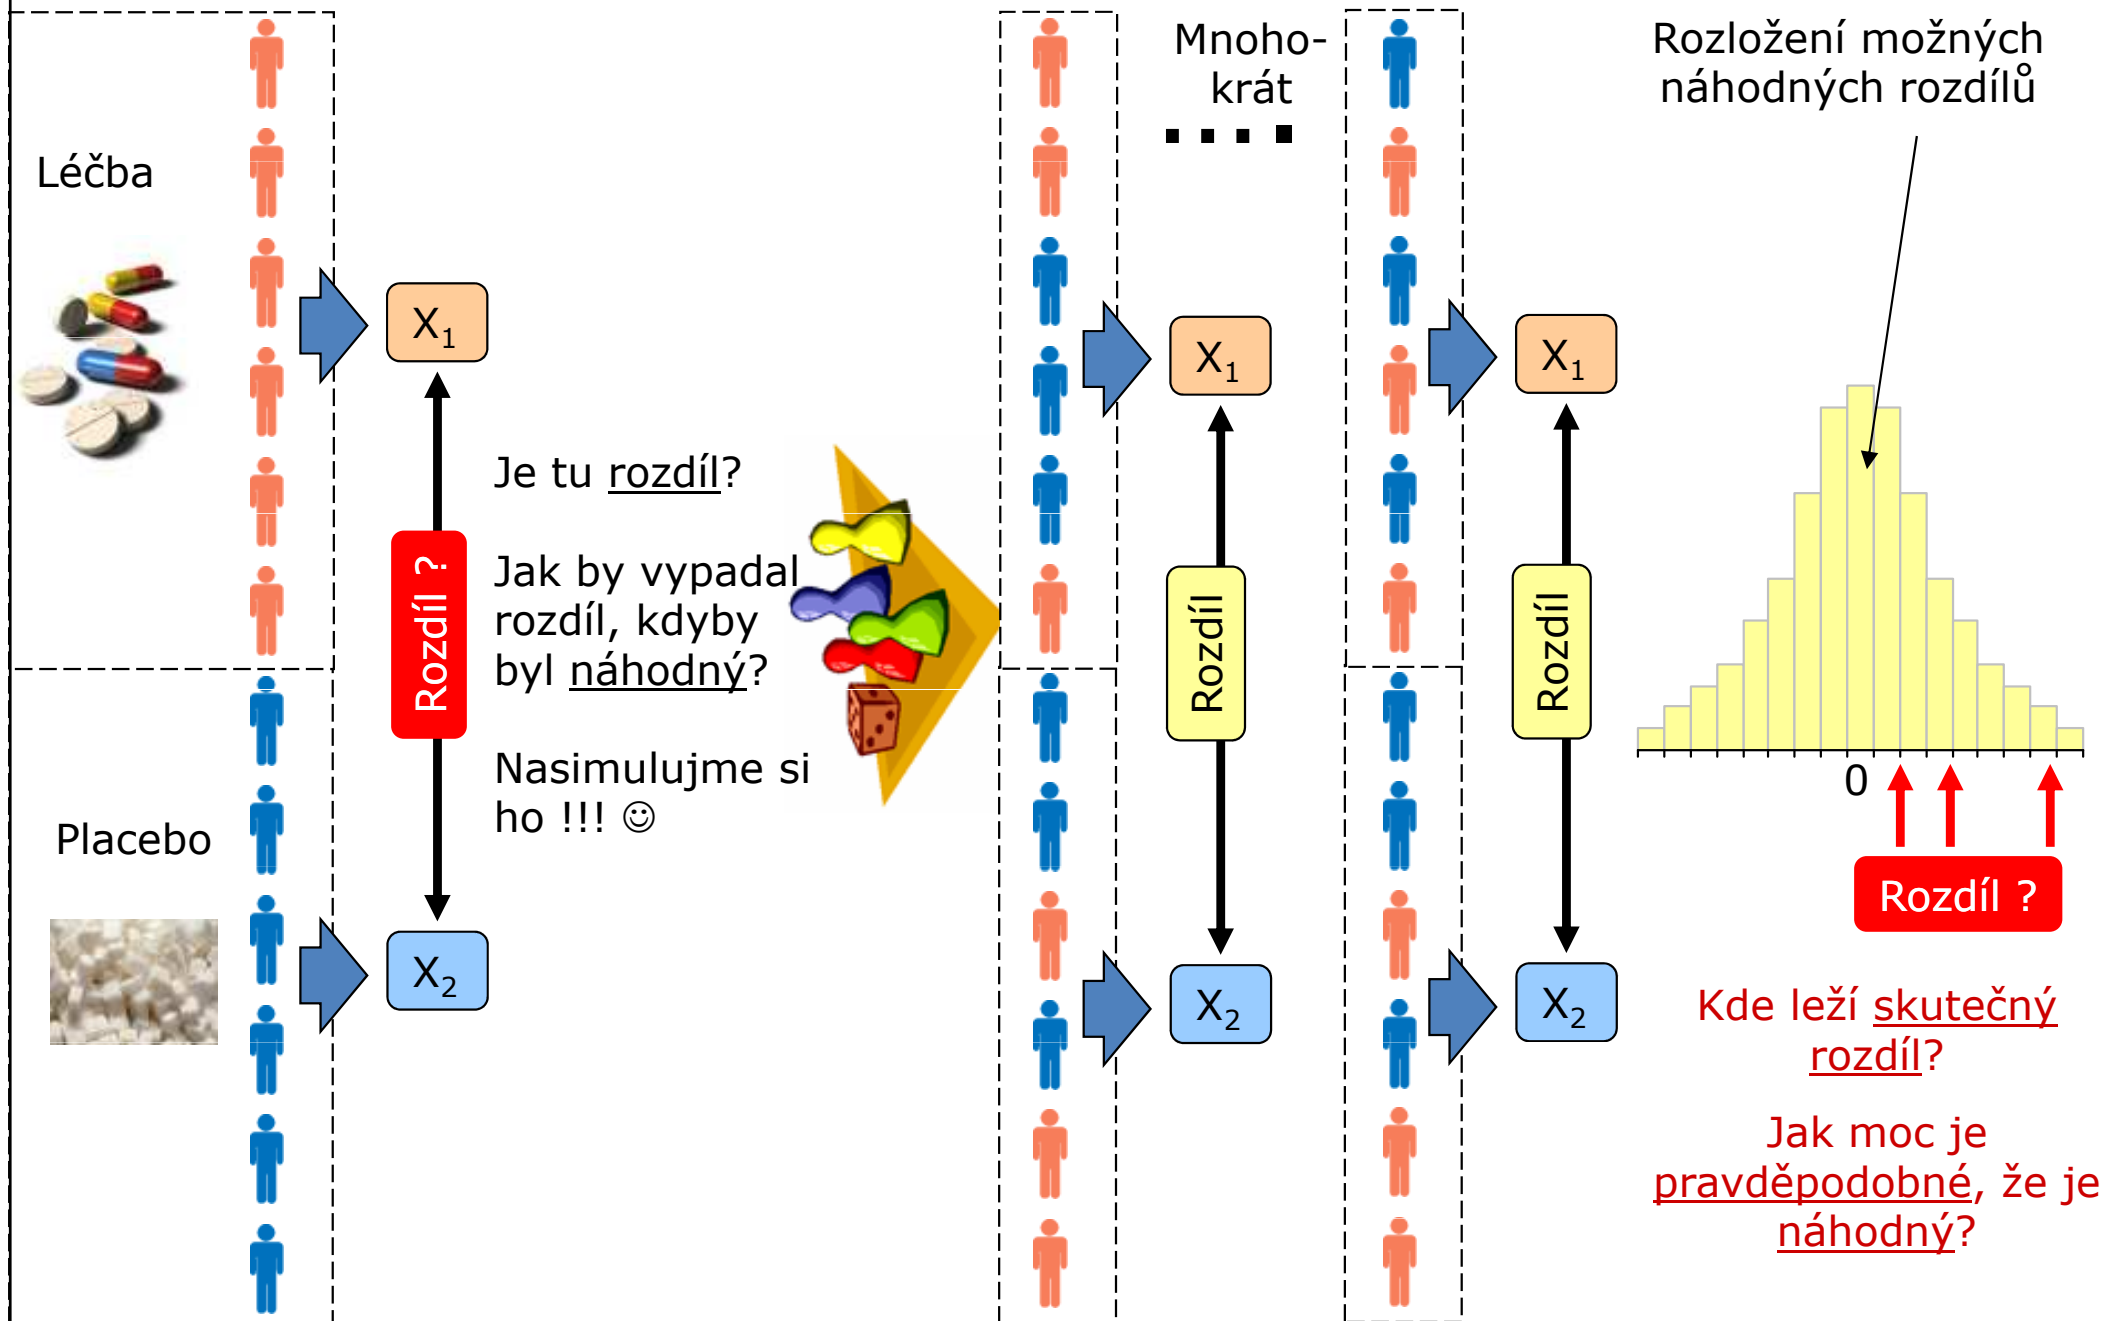 Léčba
Placebo
X1
Rozdíl ?
X2
Je tu rozdíl?
Jak by vypadal
rozdíl, kdyby
byl náhodný?
Nasimulujme si
ho !!! ☺
X1
Rozdíl
X2
Mnoho-
krát
....
X1
Rozdíl
X2
Rozložení možných
náhodných rozdílů
0
Rozdíl ?
Kde leží skutečný
rozdíl?
Jak moc je
pravděpodobné, že je
náhodný?